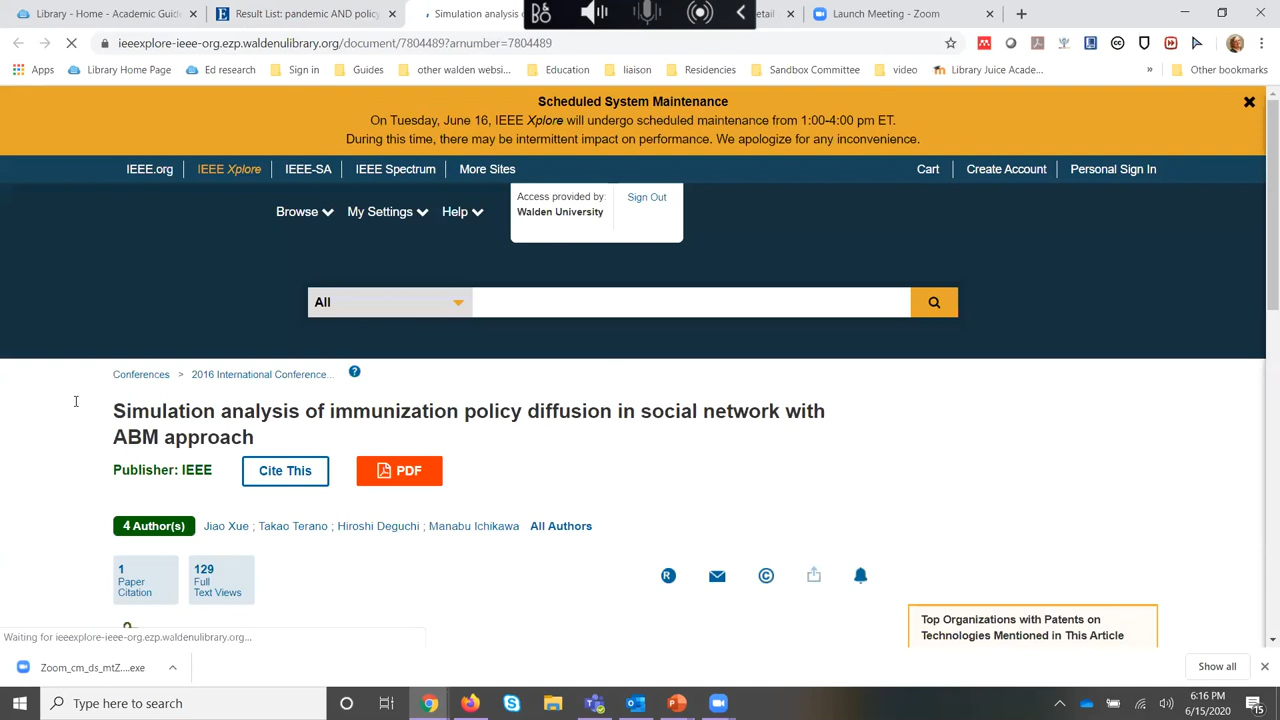 Library - Home - Academic Guid
Result List: pandemic AND policy
Simulation analysis
B&O
etail
Launch Meeting - Zoom
ieeexplore-ieee-org.ezp.waldenulibrary.org/document/7804489?arnumber=7804489
Apps
Library Home Page
Ed research
Sign in
Guides
other walden websi...
Education
liaison
Residencies
Sandbox Committee
video
Library Juice Acade...
»
Other bookmarks
Scheduled System Maintenance
On Tuesday, June 16, IEEE Xplore will undergo scheduled maintenance from 1:00-4:00 pm ET.
During this time, there may be intermittent impact on performance. We apologize for any inconvenience.
IEEE.org
IEEE Xplore
IEEE-SA
IEEE Spectrum
More Sites
Cart
Create Account
Personal Sign In
Browse
My Settings
Help
Access provided by:
Walden University
Sign Out
All
Conferences > 2016 International Conference... ?
Simulation analysis of immunization policy diffusion in social network with
ABM approach
Publisher: IEEE
Cite This
PDF
4 Author(s)
Jiao Xue ; Takao Terano ; Hiroshi Deguchi ; Manabu Ichikawa
All Authors
1
Paper
Citation
129
Full
Text Views
R
©
Top Organizations with Patents on
Technologies Mentioned in This Article
Waiting for ieeexplore-ieee-org.ezp.waldenulibrary.org...
Zoom_cm_ds_mtZ....exe
Show all
Type here to search
6:16 PM
6/15/2020
15